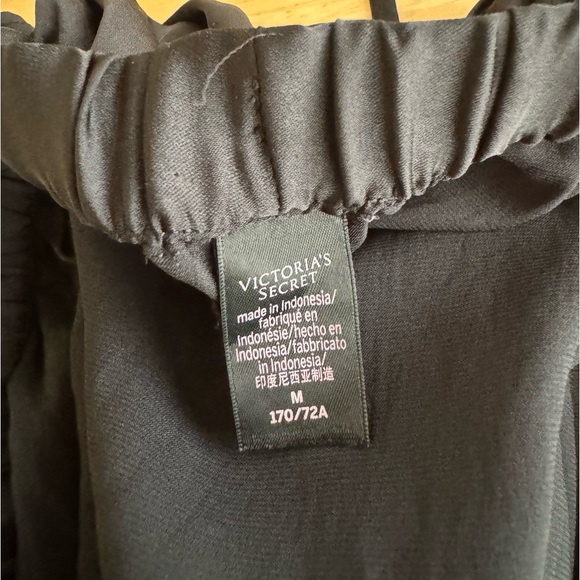 VICTORIA'S
SECRET
made in Indonesia/
fabriqué en
Indonésie/hecho en
Indonesia/fabbricato
in Indonesia/
印度尼西亚制造
M
170/72A